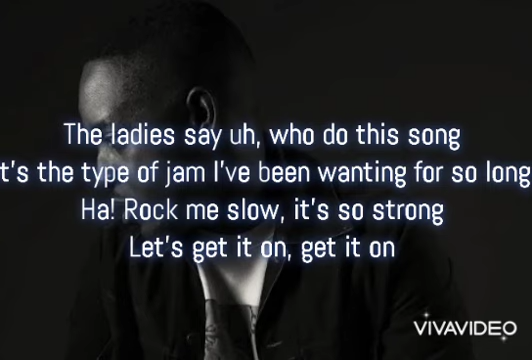 The ladies say uh, who do this song
t's the type of jam I've been wanting for so long
Ha! Rock me slow, it's so strong
Let's get it on, get it on
VIVAVIDEO